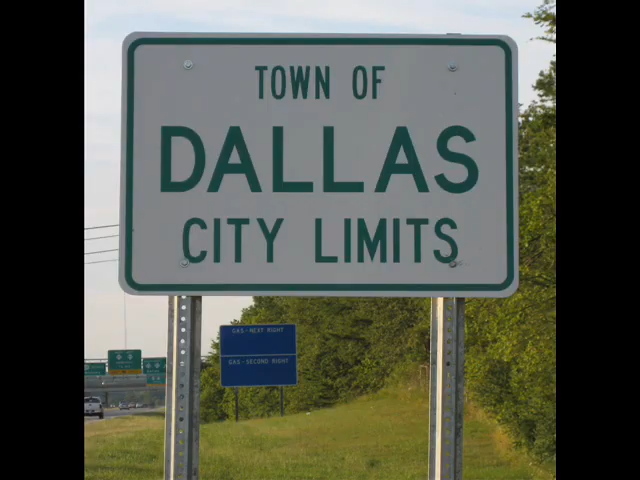 TOWN OF
DALLAS
CITY LIMITS
GAS-NEXT RIGHT
GAS-SECOND RIGHT